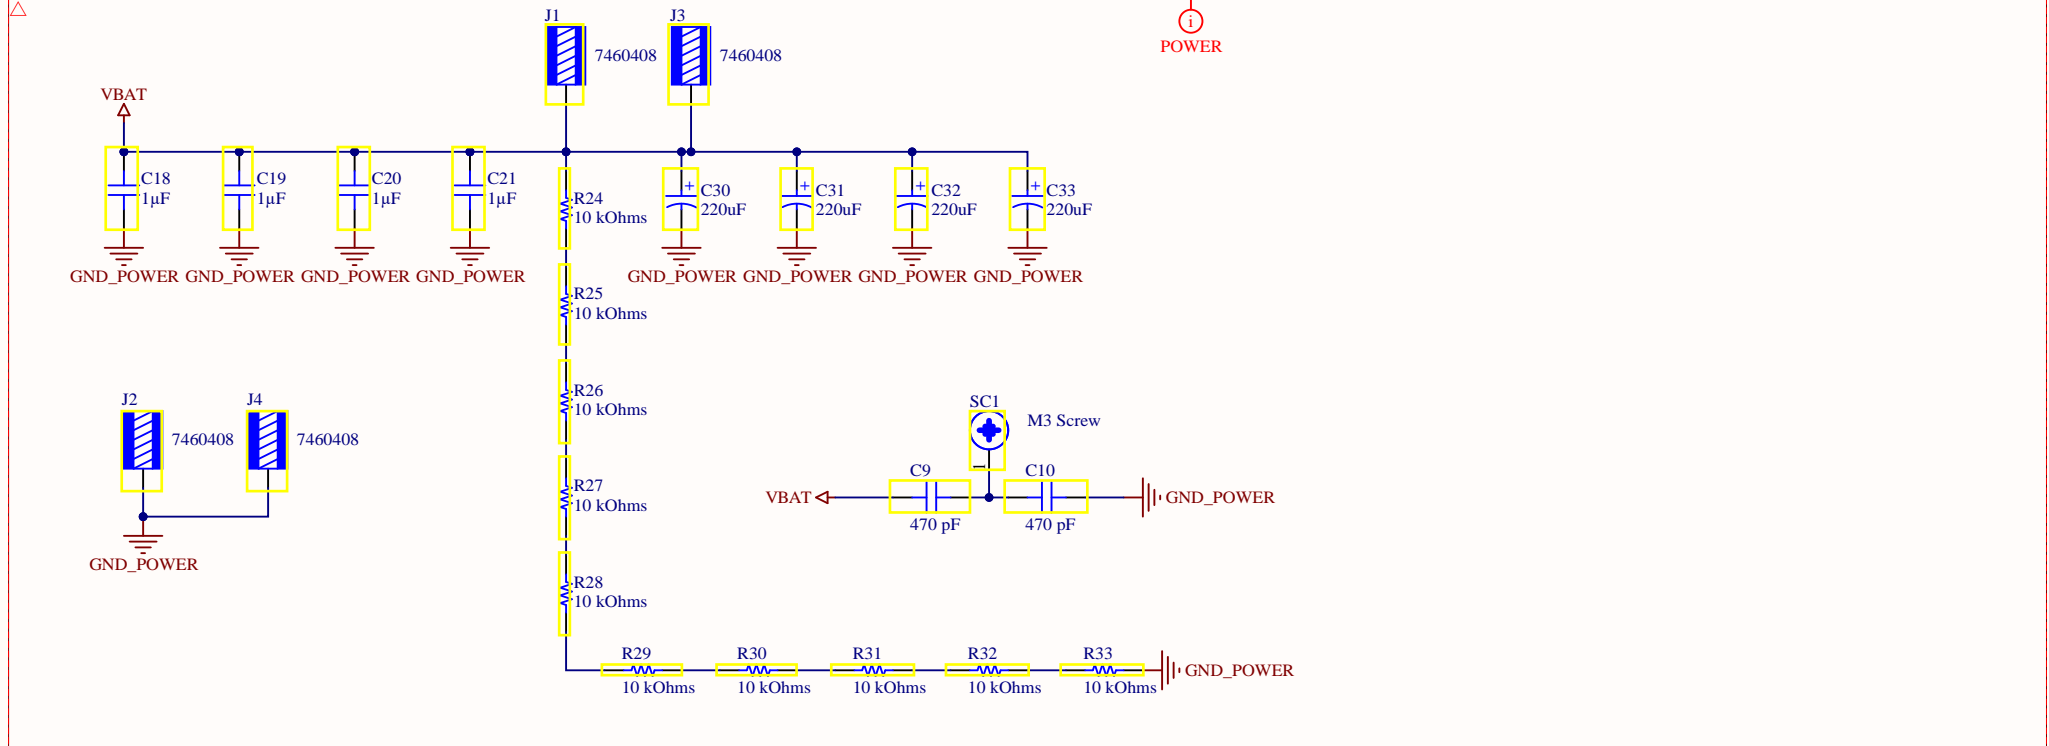 J1
J3
i
7460408
7460408
POWER
VBAT
C18
1µF
C19
1µF
C20
1µF
C21
1µF
R24
10 kOhms
+
C30
220uF
+
C31
220uF
+
C32
220uF
+
C33
220uF
GND_POWER
GND_POWER
GND_POWER
GND_POWER
GND_POWER
GND_POWER
GND_POWER
GND_POWER
R25
10 kOhms
R26
10 kOhms
J2
J4
7460408
7460408
SC1
M3 Screw
1
C9
C10
R27
10 kOhms
VBAT
GND_POWER
470 pF
470 pF
GND_POWER
R28
10 kOhms
R29
R30
R31
R32
R33
GND_POWER
10 kOhms
10 kOhms
10 kOhms
10 kOhms
10 kOhms